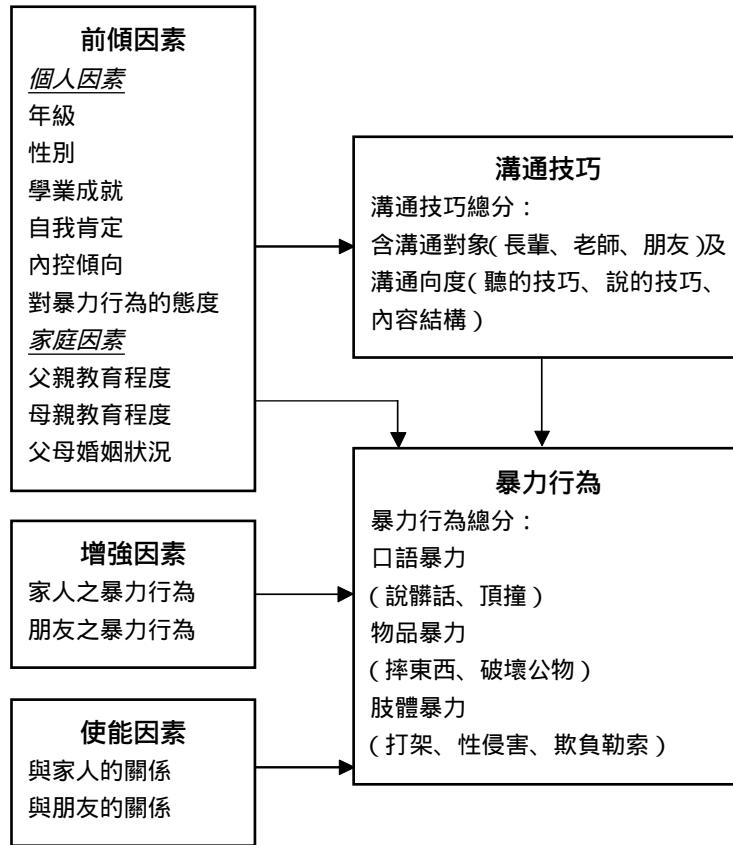 前傾因素
個人因素
年級
性別
學業成就
自我肯定
內控傾向
對暴力行為的態度
家庭因素
父親教育程度
母親教育程度
父母婚姻狀況
溝通技巧
溝通技巧總分：
含溝通對象(長輩、老師、朋友)及
溝通向度(聽的技巧、說的技巧、
內容結構)
增強因素
家人之暴力行為
朋友之暴力行為
使能因素
與家人的關係
與朋友的關係
暴力行為
暴力行為總分：
口語暴力
(說髒話、頂撞)
物品暴力
(摔東西、破壞公物)
肢體暴力
(打架、性侵害、欺負勒索)